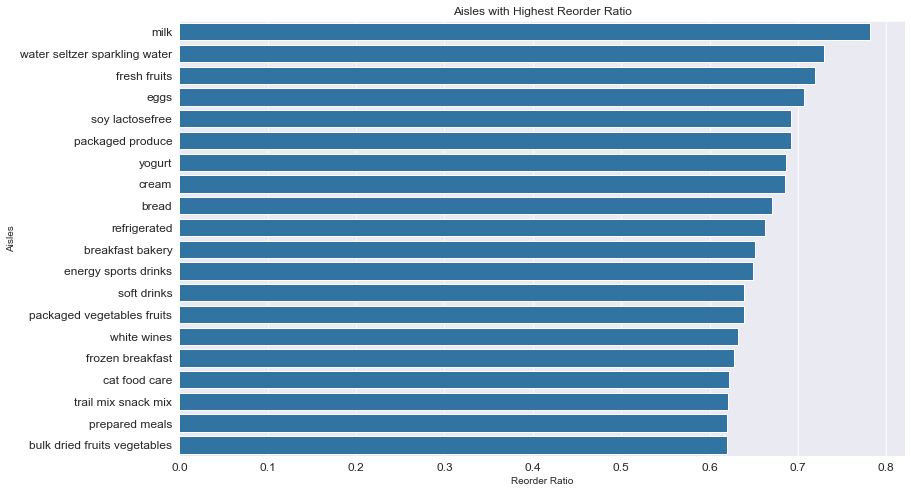 Aisles with Highest Reorder Ratio
milk
water seltzer sparkling water
fresh fruits
eggs
soy lactosefree
packaged produce
yogurt
cream
bread
refrigerated
breakfast bakery
energy sports drinks
soft drinks
packaged vegetables fruits
white wines
frozen breakfast
cat food care
trail mix snack mix
prepared meals
bulk dried fruits vegetables
Aisles
0.0 0.1 0.2 0.3 0.4 0.5 0.6 0.7 0.8
Reorder Ratio